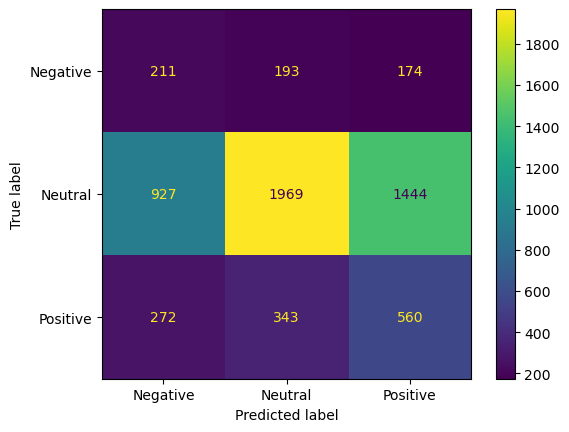 Negative 211 193 174
Neutral 927 1969 1444
Positive 272 343 560
Negative Neutral Positive
Predicted label
True label
1800
1600
1400
1200
1000
800
600
400
200